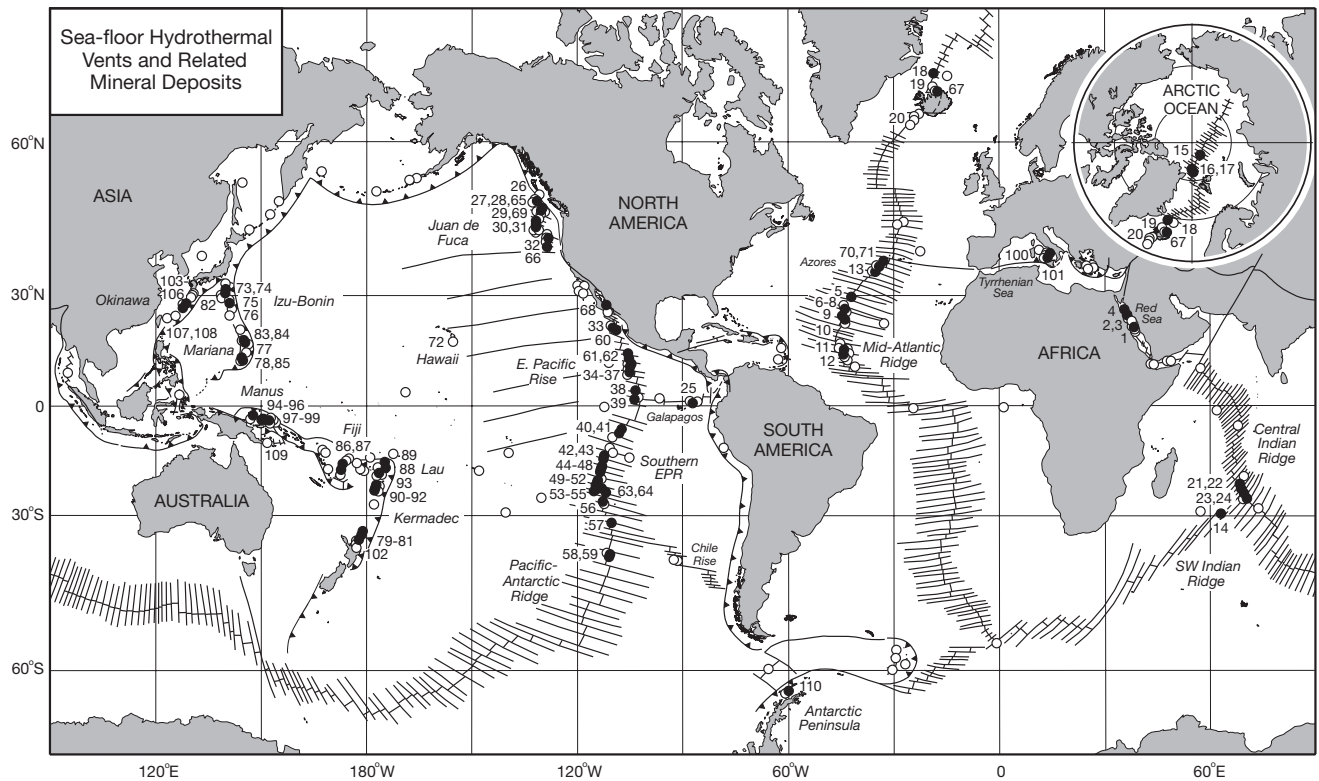 Sea-floor Hydrothermal
Vents and Related
Mineral Deposits
60°N
30°N
0
30°S
60°S
120°E
180°W
120°W
60°W
0
60°E
ASIA
NORTH
AMERICA
SOUTH
AMERICA
AFRICA
AUSTRALIA
ARCTIC
OCEAN
15
16,17
19
18
20
67
18
19
67
20
26
27,28,65
29,69
30,31
32
66
Juan de
Fuca
70,71
Azores
13
5
6-8
9
10
11
12
Mid-Atlantic
Ridge
100
101
Tyrrhenian
Sea
4
2,3
1
Red
Sea
103-
106
Okinawa
82
73,74
75
76
Izu-Bonin
107,108
Mariana
83,84
77
78,85
72
Hawaii
68
33
60
61,62
34-37
E. Pacific
Rise
38
39
25
Galapagos
Manus
94-96
97-99
109
Fiji
86,87
89
88
Lau
93
90-92
Kermadec
79-81
102
40,41
42,43
44-48
49-52
53-55
63,64
56
57
58,59
Southern
EPR
Chile
Rise
Pacific-
Antarctic
Ridge
Central
Indian
Ridge
21,22
23,24
14
SW Indian
Ridge
110
Antarctic
Peninsula